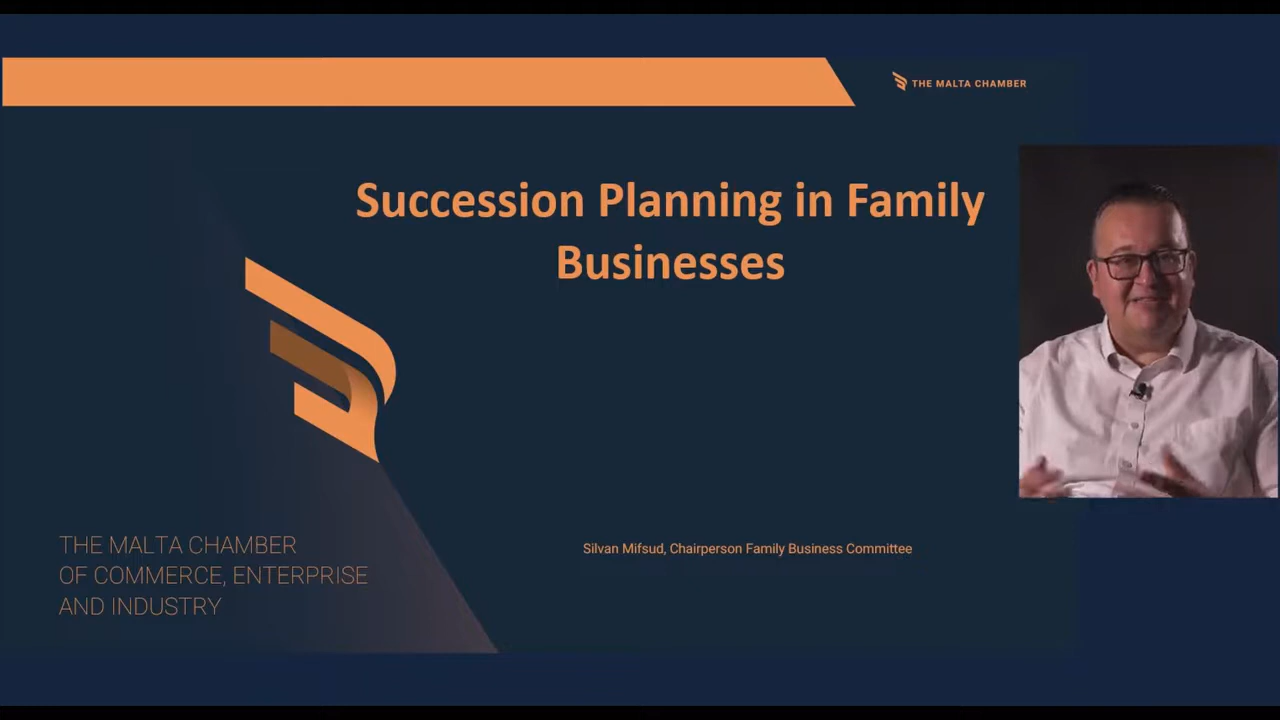 THE MALTA CHAMBER
Succession Planning in Family
Businesses
Silvan Mifsud, Chairperson Family Business Committee
THE MALTA CHAMBER
OF COMMERCE, ENTERPRISE
AND INDUSTRY